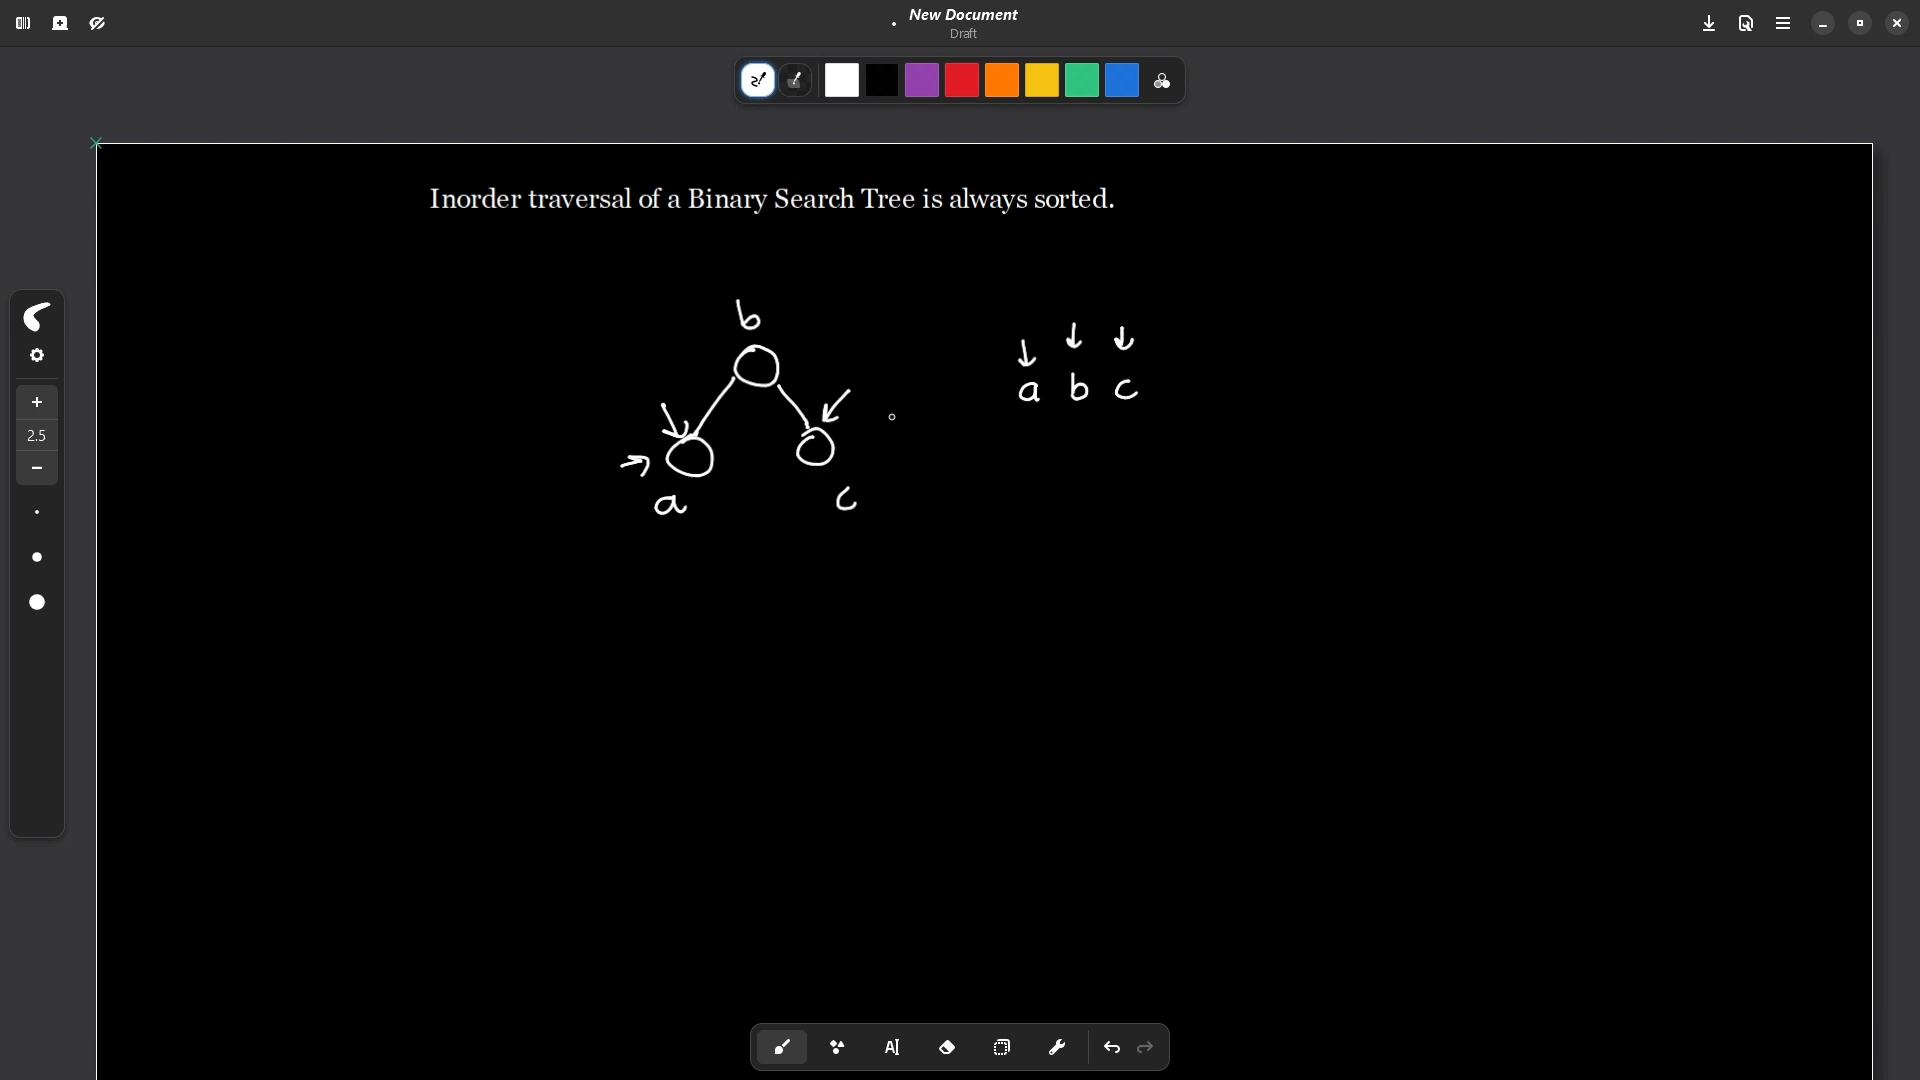 New Document
Draft
Inorder traversal of a Binary Search Tree is always sorted.
b
a b c
2.5
a
c